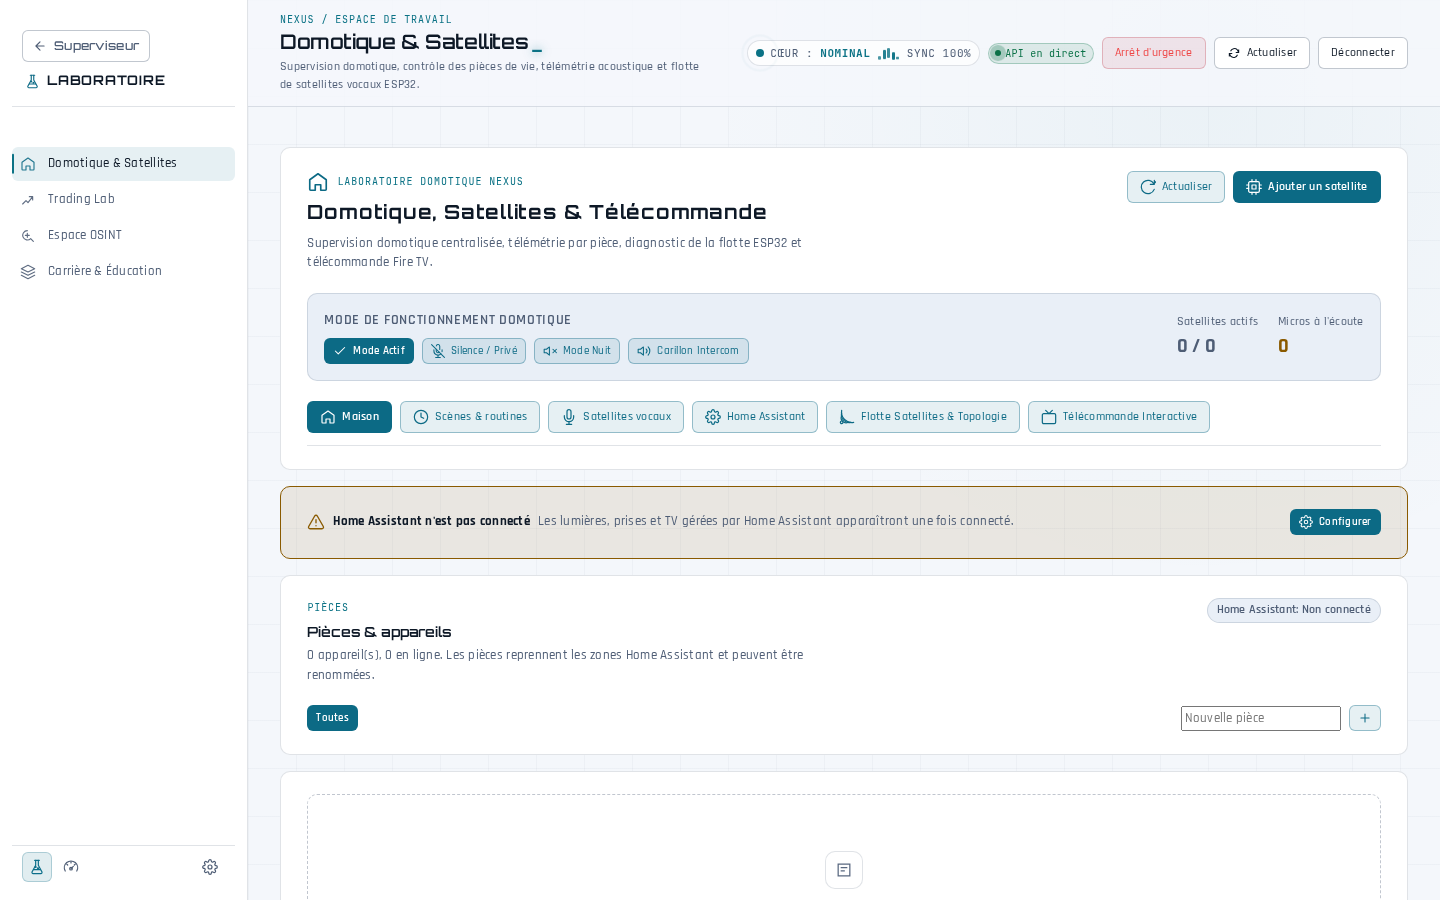 Superviseur
LABORATOIRE
Domotique & Satellites
Trading Lab
Espace OSINT
Carrière & Éducation
NEXUS / ESPACE DE TRAVAIL
Domotique & Satellites_
Supervision domotique, contrôle des pièces de vie, télémétrie acoustique et flotte
de satellites vocaux ESP32.
CŒUR : NOMINAL SYNC 100%
API en direct
Arrêt d'urgence
Actualiser
Déconnecter
LABORATOIRE DOMOTIQUE NEXUS
Domotique, Satellites & Télécommande
Supervision domotique centralisée, télémétrie par pièce, diagnostic de la flotte ESP32 et
télécommande Fire TV.
Actualiser
Ajouter un satellite
MODE DE FONCTIONNEMENT DOMOTIQUE
Mode Actif
Silence / Privé
Mode Nuit
Carillon Intercom
Satellites actifs
0 / 0
Micros à l'écoute
0
Maison
Scènes & routines
Satellites vocaux
Home Assistant
Flotte Satellites & Topologie
Télécommande Interactive
Home Assistant n'est pas connecté Les lumières, prises et TV gérées par Home Assistant apparaîtront une fois connecté.
Configurer
PIÈCES
Pièces & appareils
0 appareil(s), 0 en ligne. Les pièces reprennent les zones Home Assistant et peuvent être
renommées.
Home Assistant: Non connecté
Toutes
Nouvelle pièce